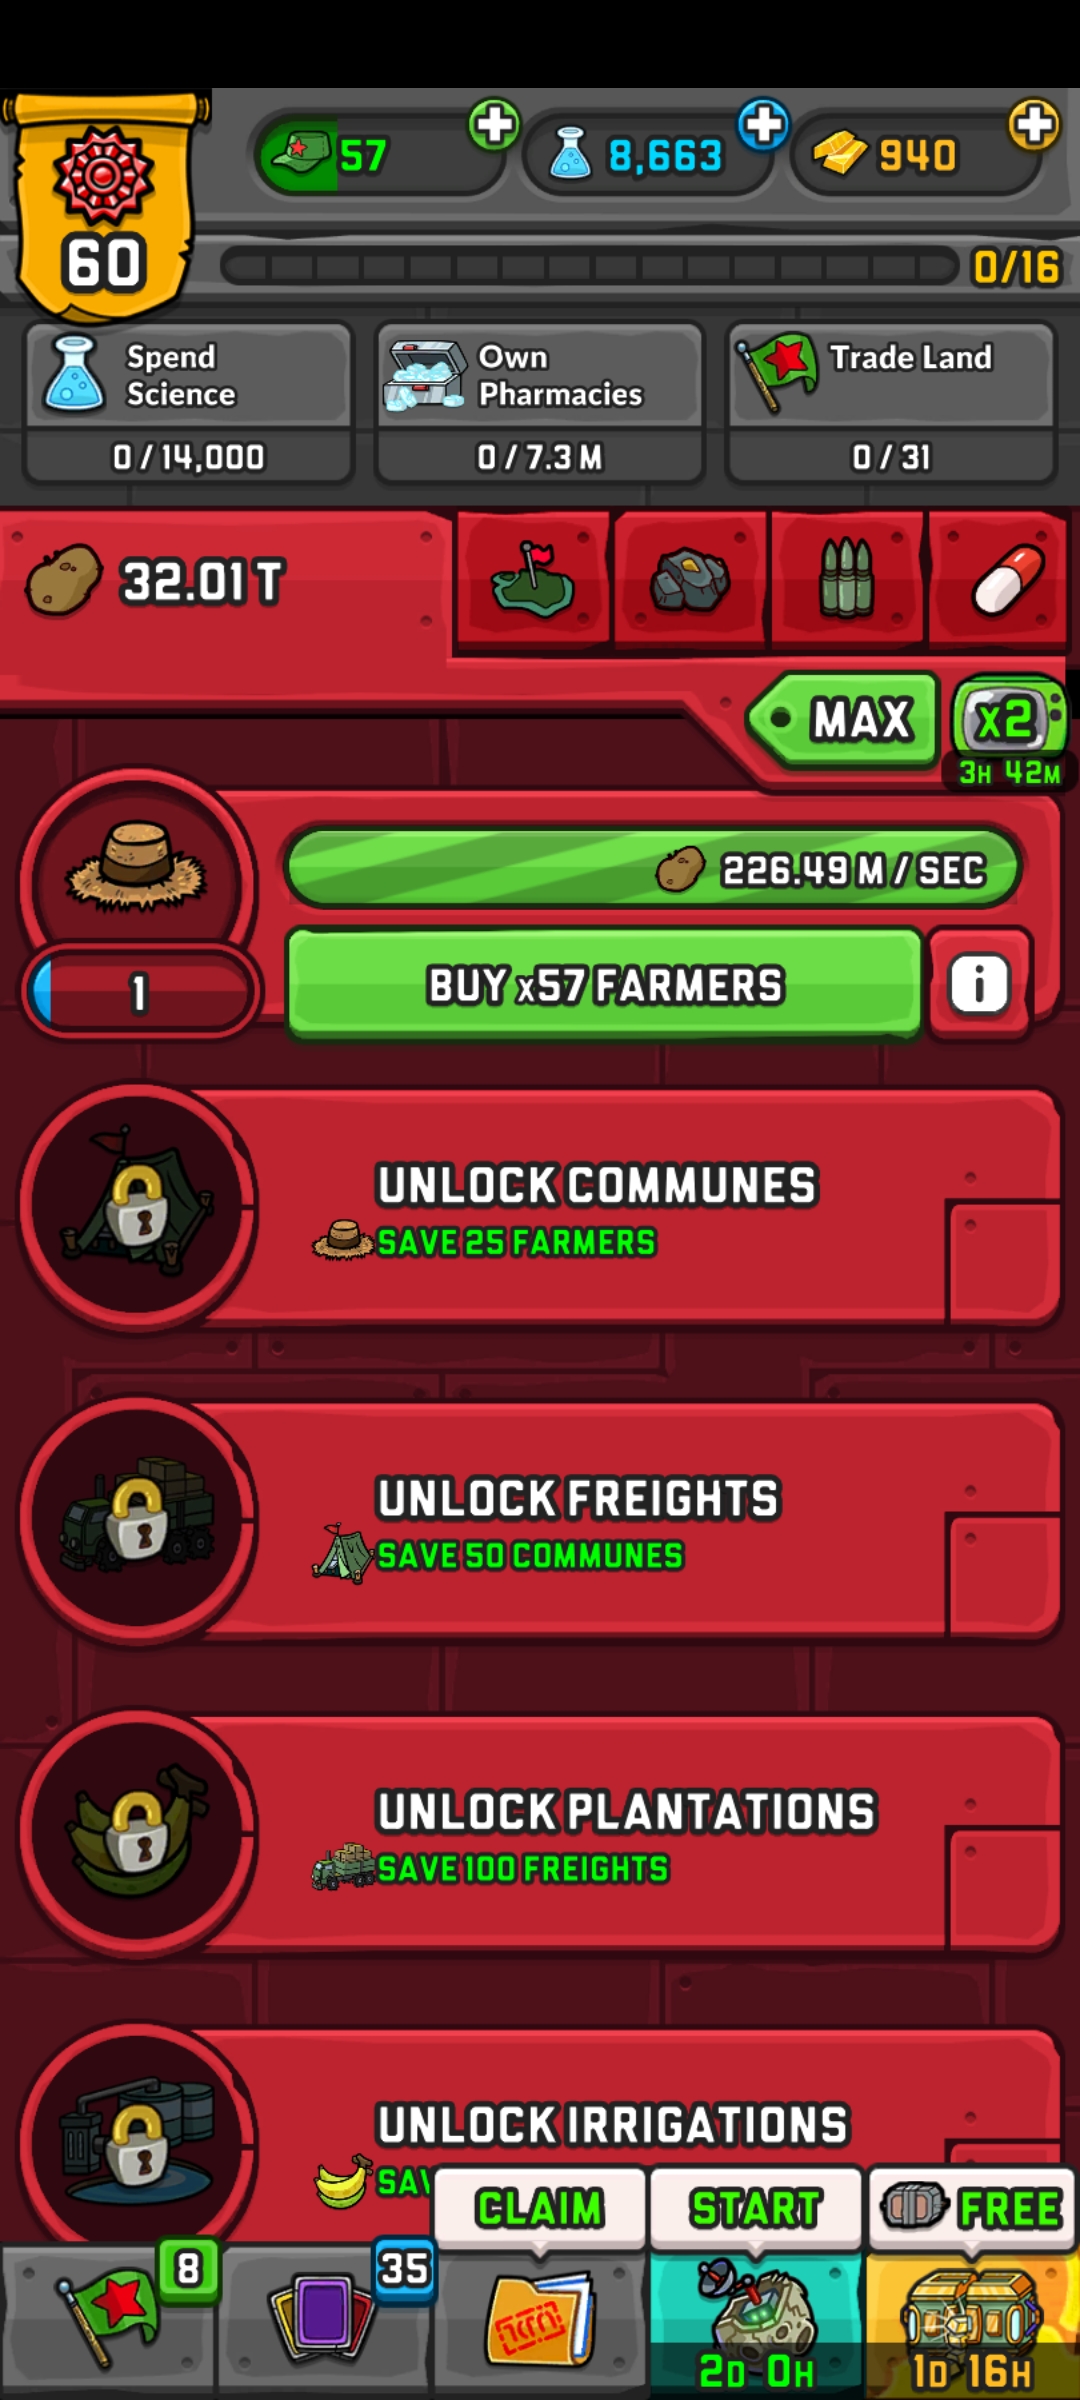 57
8,663
940
60
0/16
Spend
Science
0/14,000
Own
Pharmacies
0/7.3 M
Trade Land
0/31
32.01 T
MAX
x2
3H 42M
226.49 M / SEC
1
BUY x57 FARMERS
i
UNLOCK COMMUNES
SAVE 25 FARMERS
UNLOCK FREIGHTS
SAVE 50 COMMUNES
UNLOCK PLANTATIONS
SAVE 100 FREIGHTS
UNLOCK IRRIGATIONS
CLAIM
START
FREE
8
35
2D 0H
1D 16H